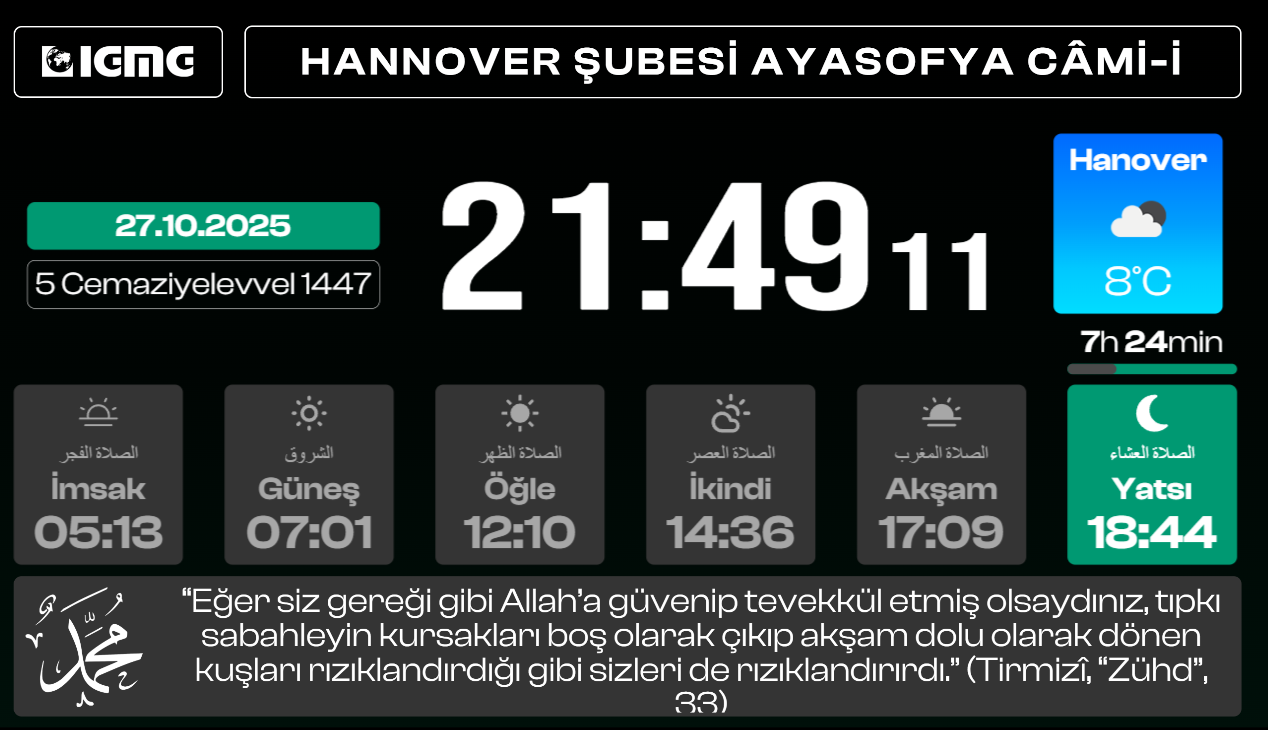 IGMG
HANNOVER ŞUBESİ AYASOFYA CÂMİ-İ
27.10.2025
5 Cemaziyelevvel 1447
21:49 11
Hanover
8°C
7h 24min
الصلاة الفجر
İmsak
05:13
الشروق
Güneş
07:01
الصلاة الظهر
Öğle
12:10
الصلاة العصر
İkindi
14:36
الصلاة المغرب
Akşam
17:09
الصلاة العشاء
Yatsı
18:44
محمد
“Eğer siz gereği gibi Allah’a güvenip tevekkül etmiş olsaydınız, tıpkı
sabahleyin kursakları boş olarak çıkıp akşam dolu olarak dönen
kuşları rızıklandırdığı gibi sizleri de rızıklandırırdı.” (Tirmizî, “Zühd”,
33)